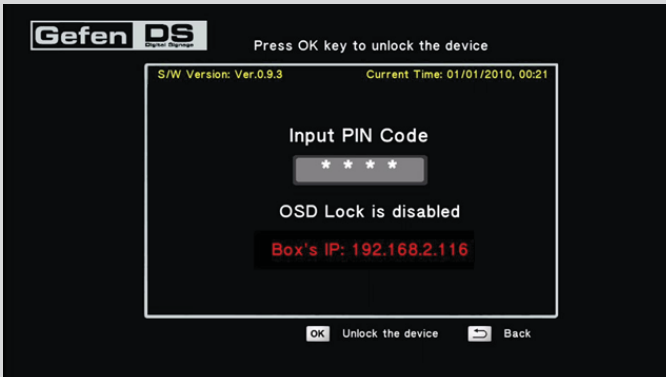 Gefen DS
Digital Signage
Press OK key to unlock the device
S/W Version: Ver.0.9.3 Current Time: 01/01/2010, 00:21
Input PIN Code
* * * *
OSD Lock is disabled
Box's IP: 192.168.2.116
OK Unlock the device Back